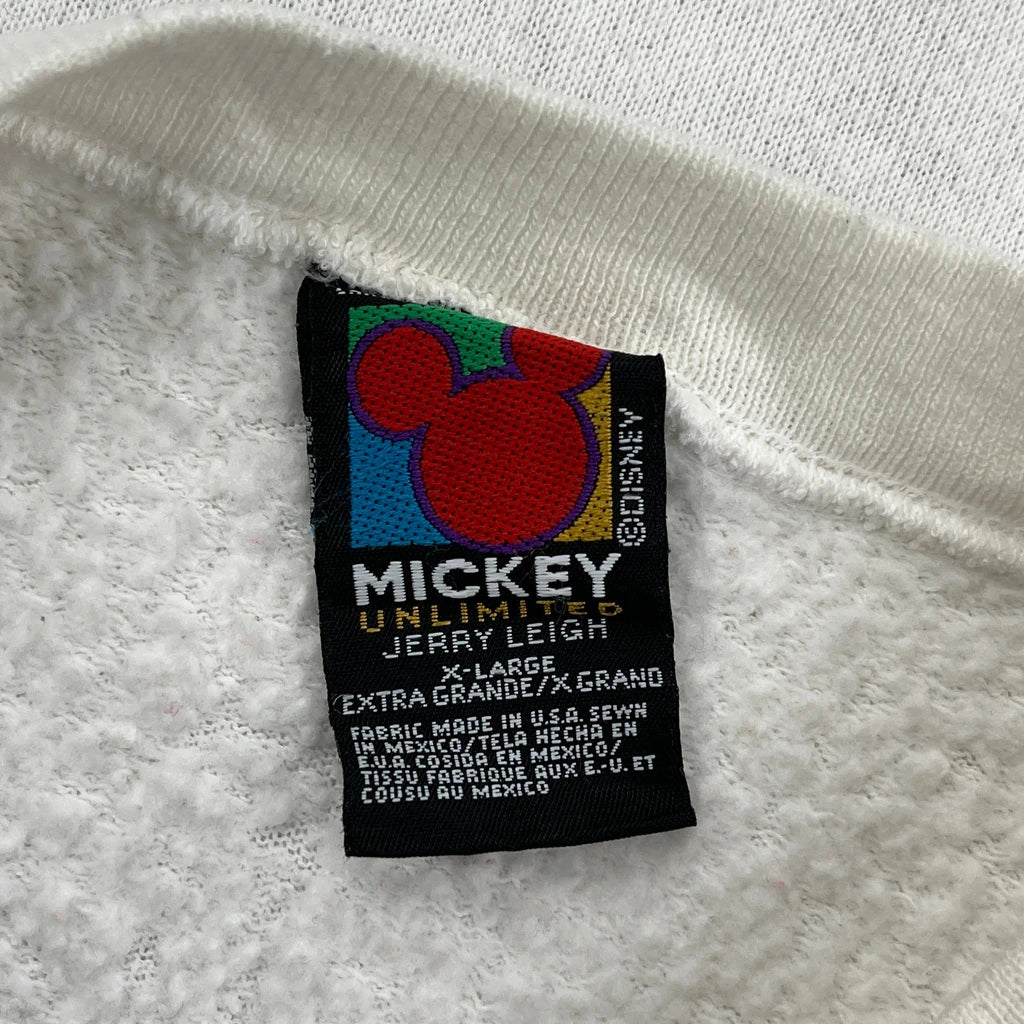 ©DISNEY
MICKEY
UNLIMITED
JERRY LEIGH
X-LARGE
EXTRA GRANDE/X GRAND
FABRIC MADE IN U.S.A. SEWN
IN MEXICO/TELA HECHA EN
E.U.A. COSIDA EN MEXICO/
TISSU FABRIQUE AUX E.-U. ET
COUSU AU MEXICO